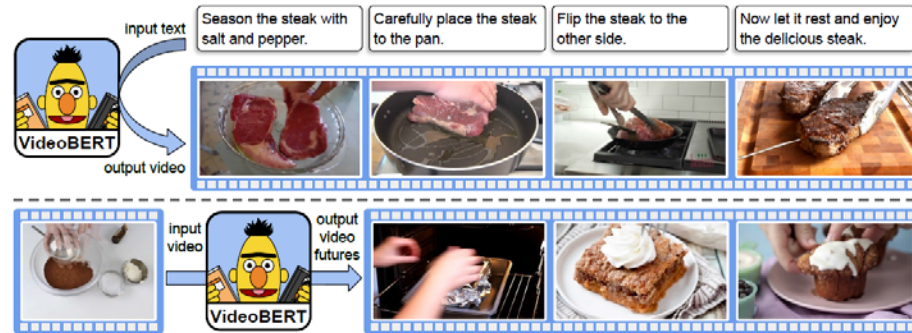 input text
Season the steak with
salt and pepper.
Carefully place the steak
to the pan.
Flip the steak to the
other side.
Now let it rest and enjoy
the delicious steak.
VideoBERT
output video
input
video
output
video
futures
VideoBERT